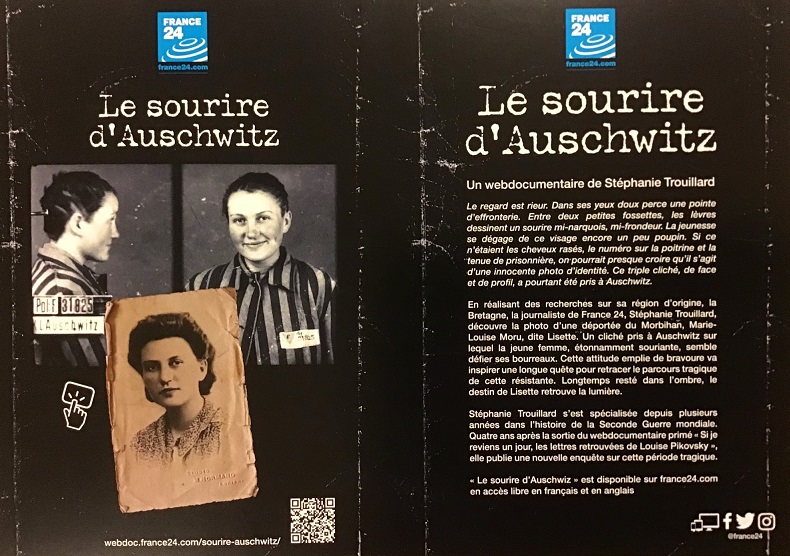 FRANCE
24
france24.com
Le sourire
d'Auschwitz
Pol F 31825
webdoc.france24.com/sourire-auschwitz/
FRANCE
24
france24.com
Le sourire
d'Auschwitz
Un webdocumentaire de Stéphanie Trouillard
Le regard est rieur. Dans ses yeux doux perce une pointe
d'effronterie. Entre deux petites fossettes, les lèvres
dessinent un sourire mi-narquois, mi-frondeur. La jeunesse
se dégage de ce visage encore un peu poupin. Si ce
n'étaient les cheveux rasés, le numéro sur la poitrine et la
tenue de prisonnière, on pourrait presque croire qu'il s'agit
d'une innocente photo d'identité. Ce triple cliché, de face
et de profil, a pourtant été pris à Auschwitz.
En réalisant des recherches sur sa région d'origine, la
Bretagne, la journaliste de France 24, Stéphanie Trouillard,
découvre la photo d'une déportée du Morbihan, Marie-
Louise Moru, dite Lisette. Un cliché pris à Auschwitz sur
lequel la jeune femme, étonnamment souriante, semble
défier ses bourreaux. Cette attitude emplie de bravoure va
inspirer une longue quête pour retracer le parcours tragique
de cette résistante. Longtemps resté dans l'ombre, le
destin de Lisette retrouve la lumière.
Stéphanie Trouillard s'est spécialisée depuis plusieurs
années dans l'histoire de la Seconde Guerre mondiale.
Quatre ans après la sortie du webdocumentaire primé « Si je
reviens un jour, les lettres retrouvées de Louise Pikovsky »,
elle publie une nouvelle enquête sur cette période tragique.
« Le sourire d'Auschwiz » est disponible sur france24.com
en accès libre en français et en anglais
@france24